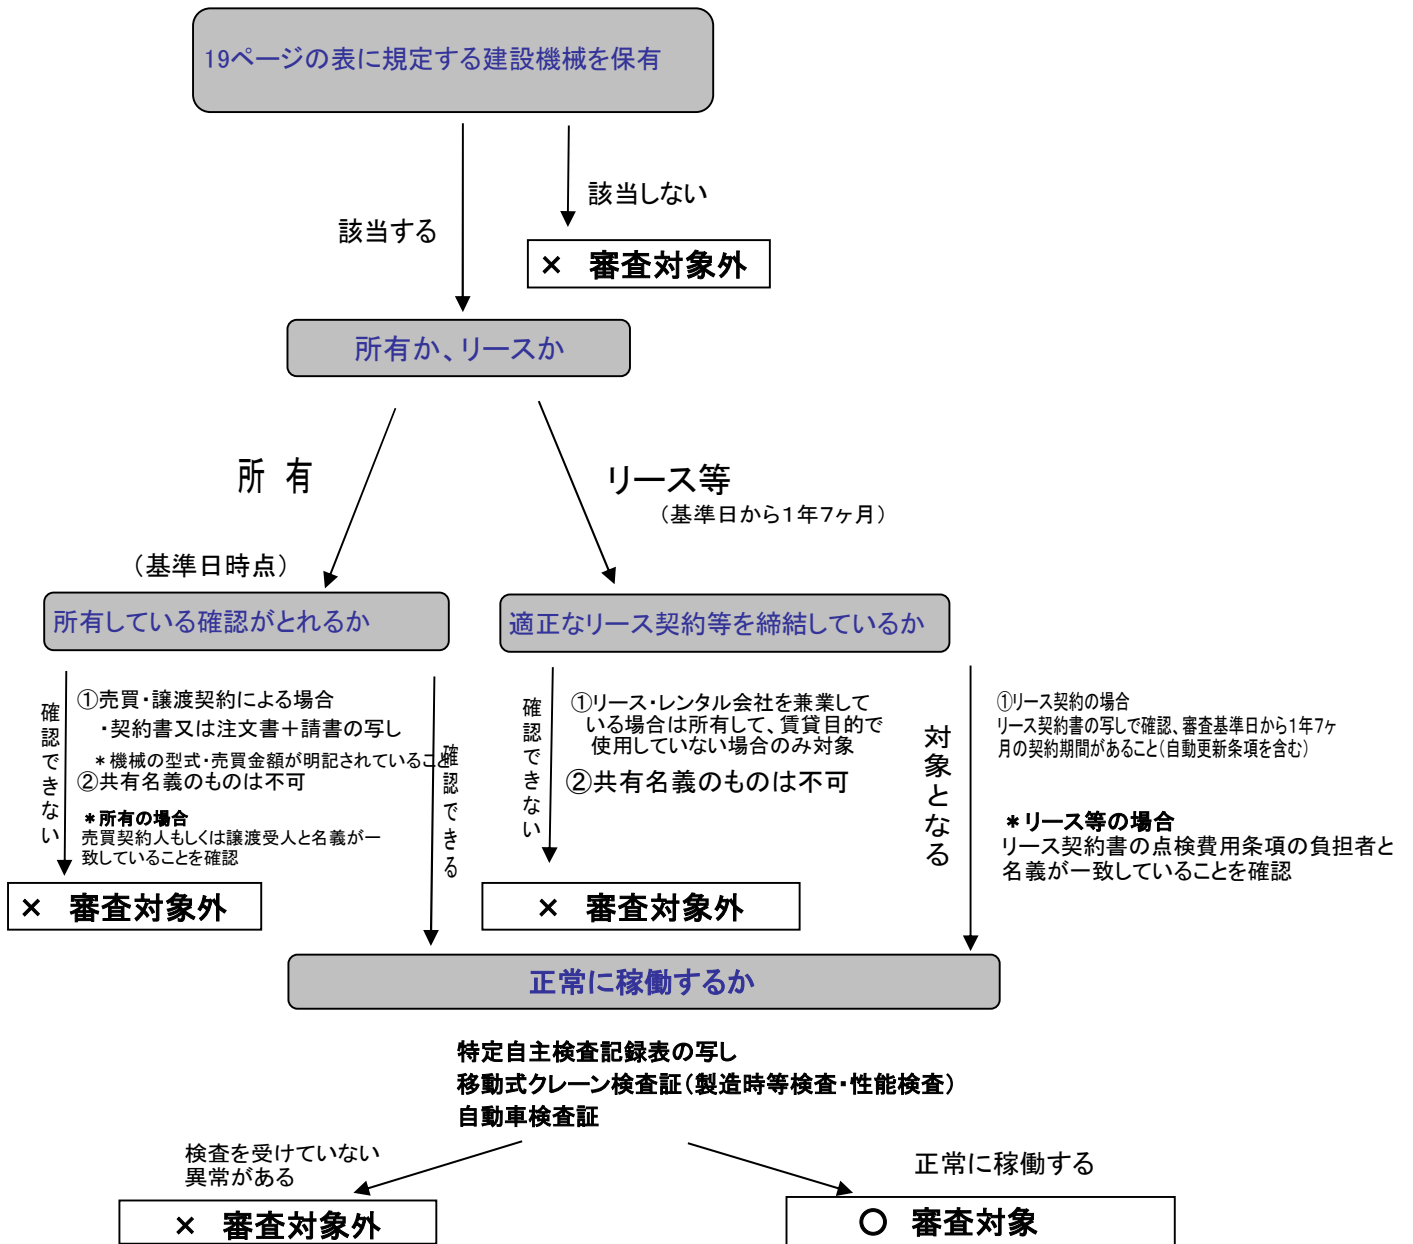 19ページの表に規定する建設機械を保有
該当しない
該当する
× 審査対象外
所有か、リースか
所 有
リース等
（基準日から1年7ヶ月）
（基準日時点）
所有している確認がとれるか
適正なリース契約等を締結しているか
確認できない
①売買・譲渡契約による場合
・契約書又は注文書＋請書の写し
＊機械の型式・売買金額が明記されていること
②共有名義のものは不可
＊所有の場合
売買契約人もしくは譲渡受人と名義が一
致していることを確認
確認できる
確認できない
①リース・レンタル会社を兼業して
いる場合は所有して、賃貸目的で
使用していない場合のみ対象
②共有名義のものは不可
対象となる
①リース契約の場合
リース契約書の写しで確認、審査基準日から1年7ヶ
月の契約期間があること（自動更新条項を含む）
＊リース等の場合
リース契約書の点検費用条項の負担者と
名義が一致していることを確認
× 審査対象外
× 審査対象外
正常に稼働するか
特定自主検査記録表の写し
移動式クレーン検査証（製造時等検査・性能検査）
自動車検査証
検査を受けていない
異常がある
正常に稼働する
× 審査対象外
○ 審査対象